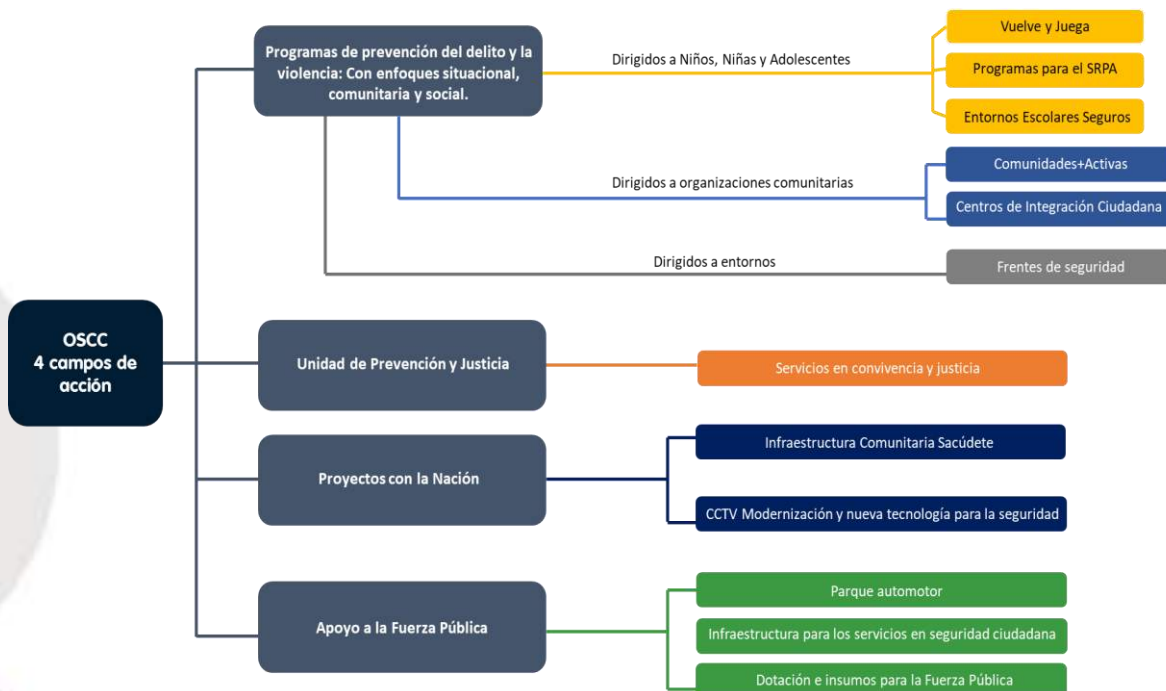 Programas de prevención del delito y la
violencia: Con enfoques situacional,
comunitaria y social.
Dirigidos a Niños, Niñas y Adolescentes
Vuelve y Juega
Programas para el SRPA
Entornos Escolares Seguros
Dirigidos a organizaciones comunitarias
Comunidades+Activas
Centros de Integración Ciudadana
Dirigidos a entornos
Frentes de seguridad
OSCC
4 campos de
acción
Unidad de Prevención y Justicia
Servicios en convivencia y justicia
Proyectos con la Nación
Infraestructura Comunitaria Sacúdete
CCTV Modernización y nueva tecnología para la seguridad
Apoyo a la Fuerza Pública
Parque automotor
Infraestructura para los servicios en seguridad ciudadana
Dotación e insumos para la Fuerza Pública